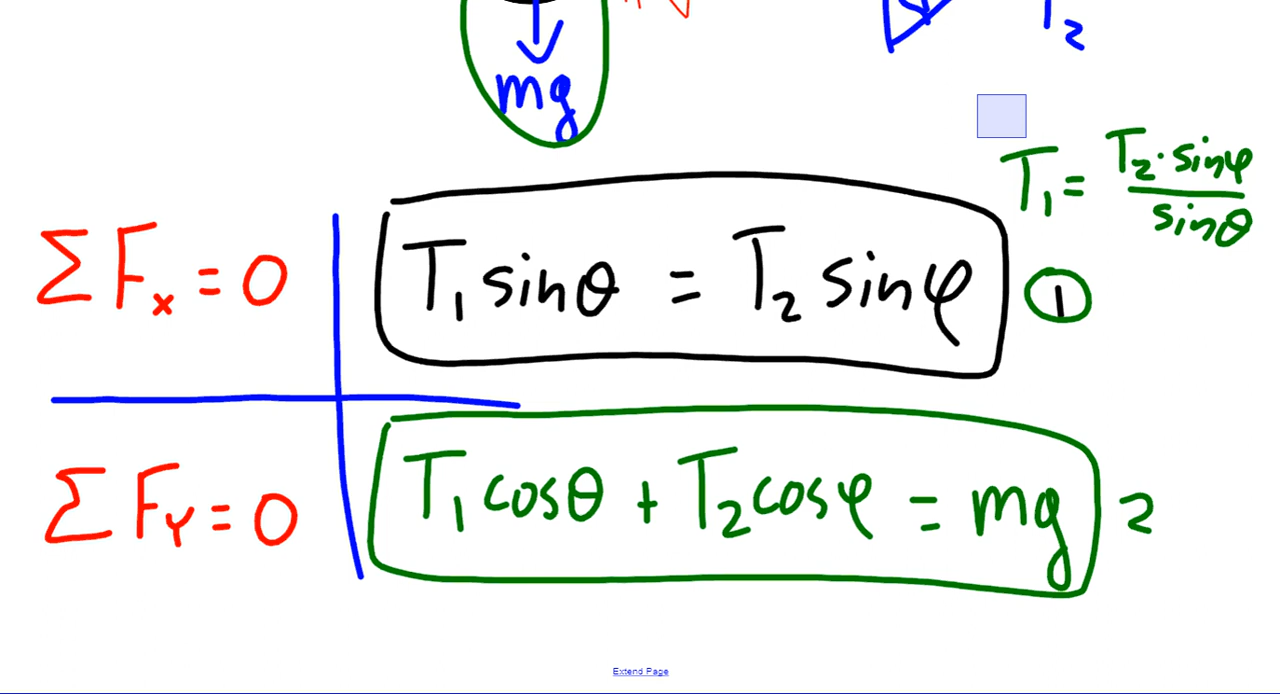 mg
T₂
T₁ = T₂·sinφ / sinθ
ΣFₓ = 0
T₁ sinθ = T₂ sinφ
①
ΣFᵧ = 0
T₁ cosθ + T₂ cosφ = mg
2
Extend Page